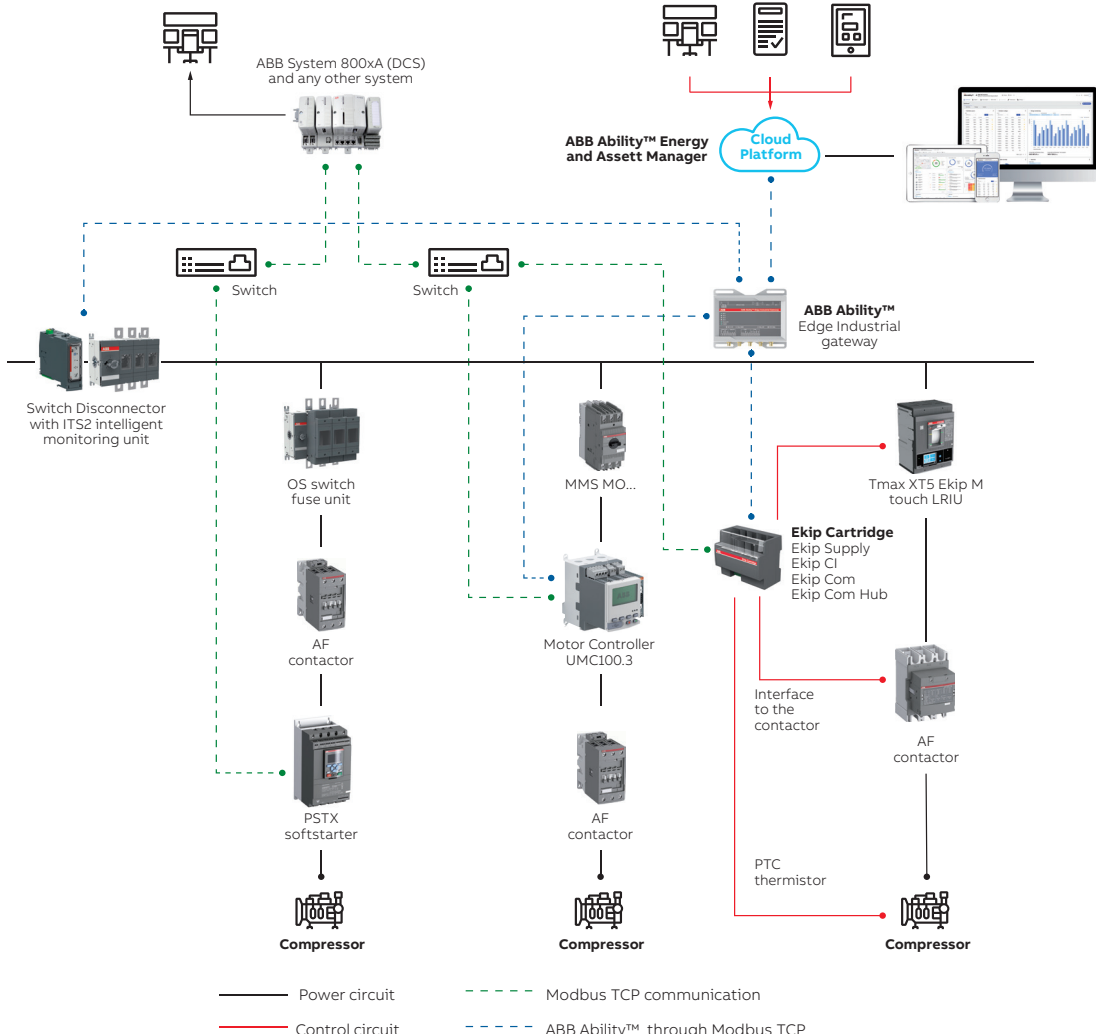 ABB System 800xA (DCS)
and any other system
ABB Ability™ Energy
and Assett Manager
Cloud
Platform
Switch
Switch
ABB Ability™
Edge Industrial
gateway
Switch Disconnector
with ITS2 intelligent
monitoring unit
OS switch
fuse unit
MMS MO...
Tmax XT5 Ekip M
touch LRIU
Ekip Cartridge
Ekip Supply
Ekip CI
Ekip Com
Ekip Com Hub
AF
contactor
Motor Controller
UMC100.3
Interface
to the
contactor
AF
contactor
PSTX
softstarter
AF
contactor
PTC
thermistor
Compressor
Compressor
Compressor
Power circuit
Modbus TCP communication
Control circuit
ABB Ability™ through Modbus TCP